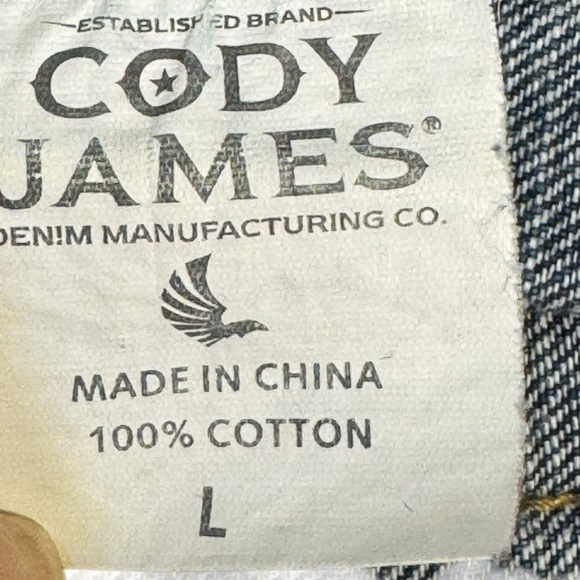 ESTABLISHED BRAND
CODY
JAMES®
DENIM MANUFACTURING CO.
MADE IN CHINA
100% COTTON
L